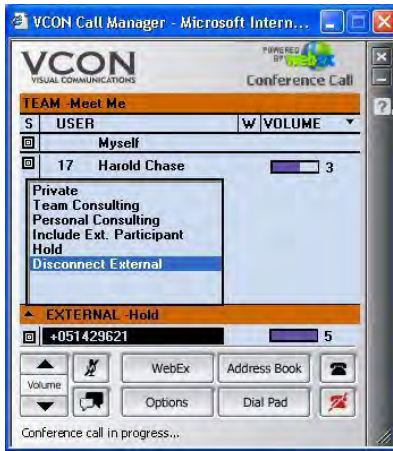 VCON Call Manager - Microsoft Intern...
VCON
VISUAL COMMUNICATIONS
POWERED BY webex
Conference Call
TEAM -Meet Me
S USER W VOLUME
Myself
17 Harold Chase 3
Private
Team Consulting
Personal Consulting
Include Ext. Participant
Hold
Disconnect External
EXTERNAL -Hold
+051429621 5
Volume
WebEx
Address Book
Options
Dial Pad
Conference call in progress...
?